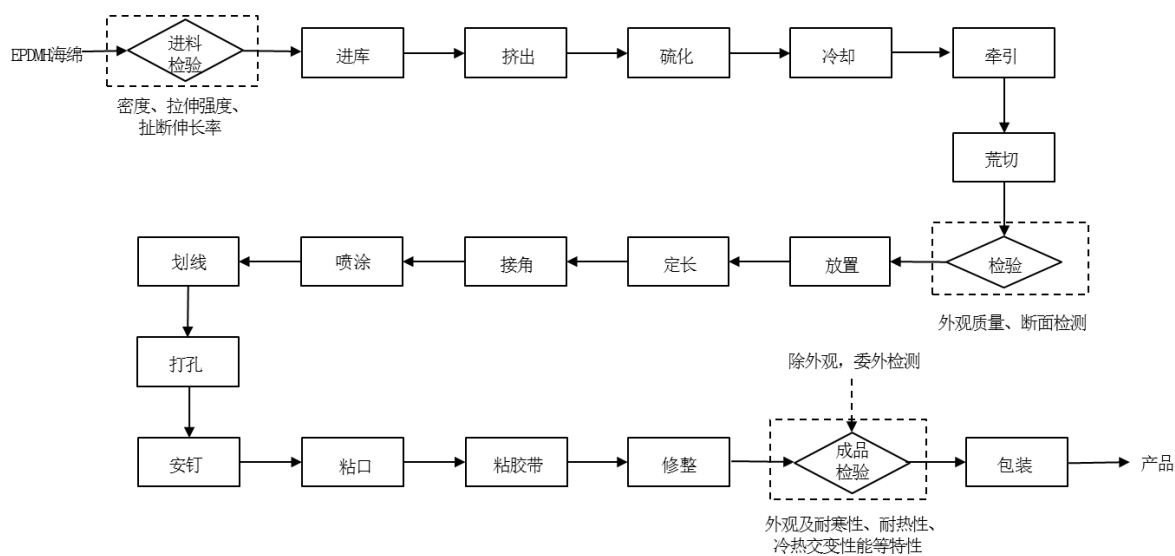 EPDMH海绵
进料
检验
进库
挤出
硫化
冷却
牵引
密度、拉伸强度、
扯断伸长率
荒切
划线
喷涂
接角
定长
放置
检验
外观质量、断面检测
打孔
除外观，委外检测
安钉
粘口
粘胶带
修整
成品
检验
包装
产品
外观及耐寒性、耐热性、
冷热交变性能等特性